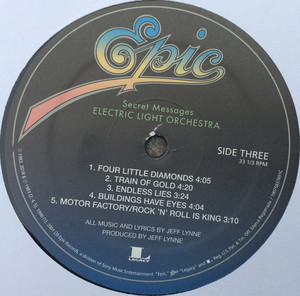 Epic
Secret Messages
ELECTRIC LIGHT ORCHESTRA
SIDE THREE
33 1/3 RPM
1. FOUR LITTLE DIAMONDS 4:05
2. TRAIN OF GOLD 4:20
3. ENDLESS LIES 3:24
4. BUILDINGS HAVE EYES 4:04
5. MOTOR FACTORY/ROCK 'N' ROLL IS KING 3:10
ALL MUSIC AND LYRICS BY JEFF LYNNE
PRODUCED BY JEFF LYNNE
LEGACY